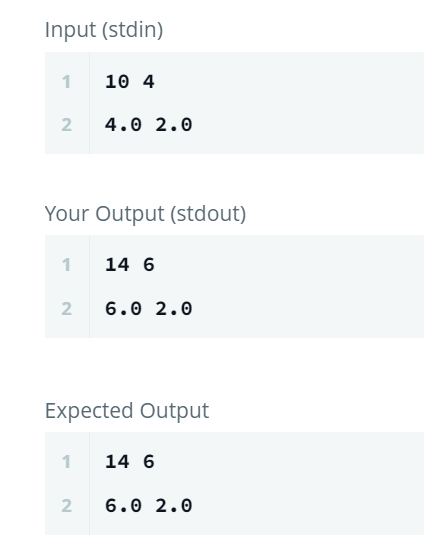 Input (stdin)
1 10 4
2 4.0 2.0
Your Output (stdout)
1 14 6
2 6.0 2.0
Expected Output
1 14 6
2 6.0 2.0